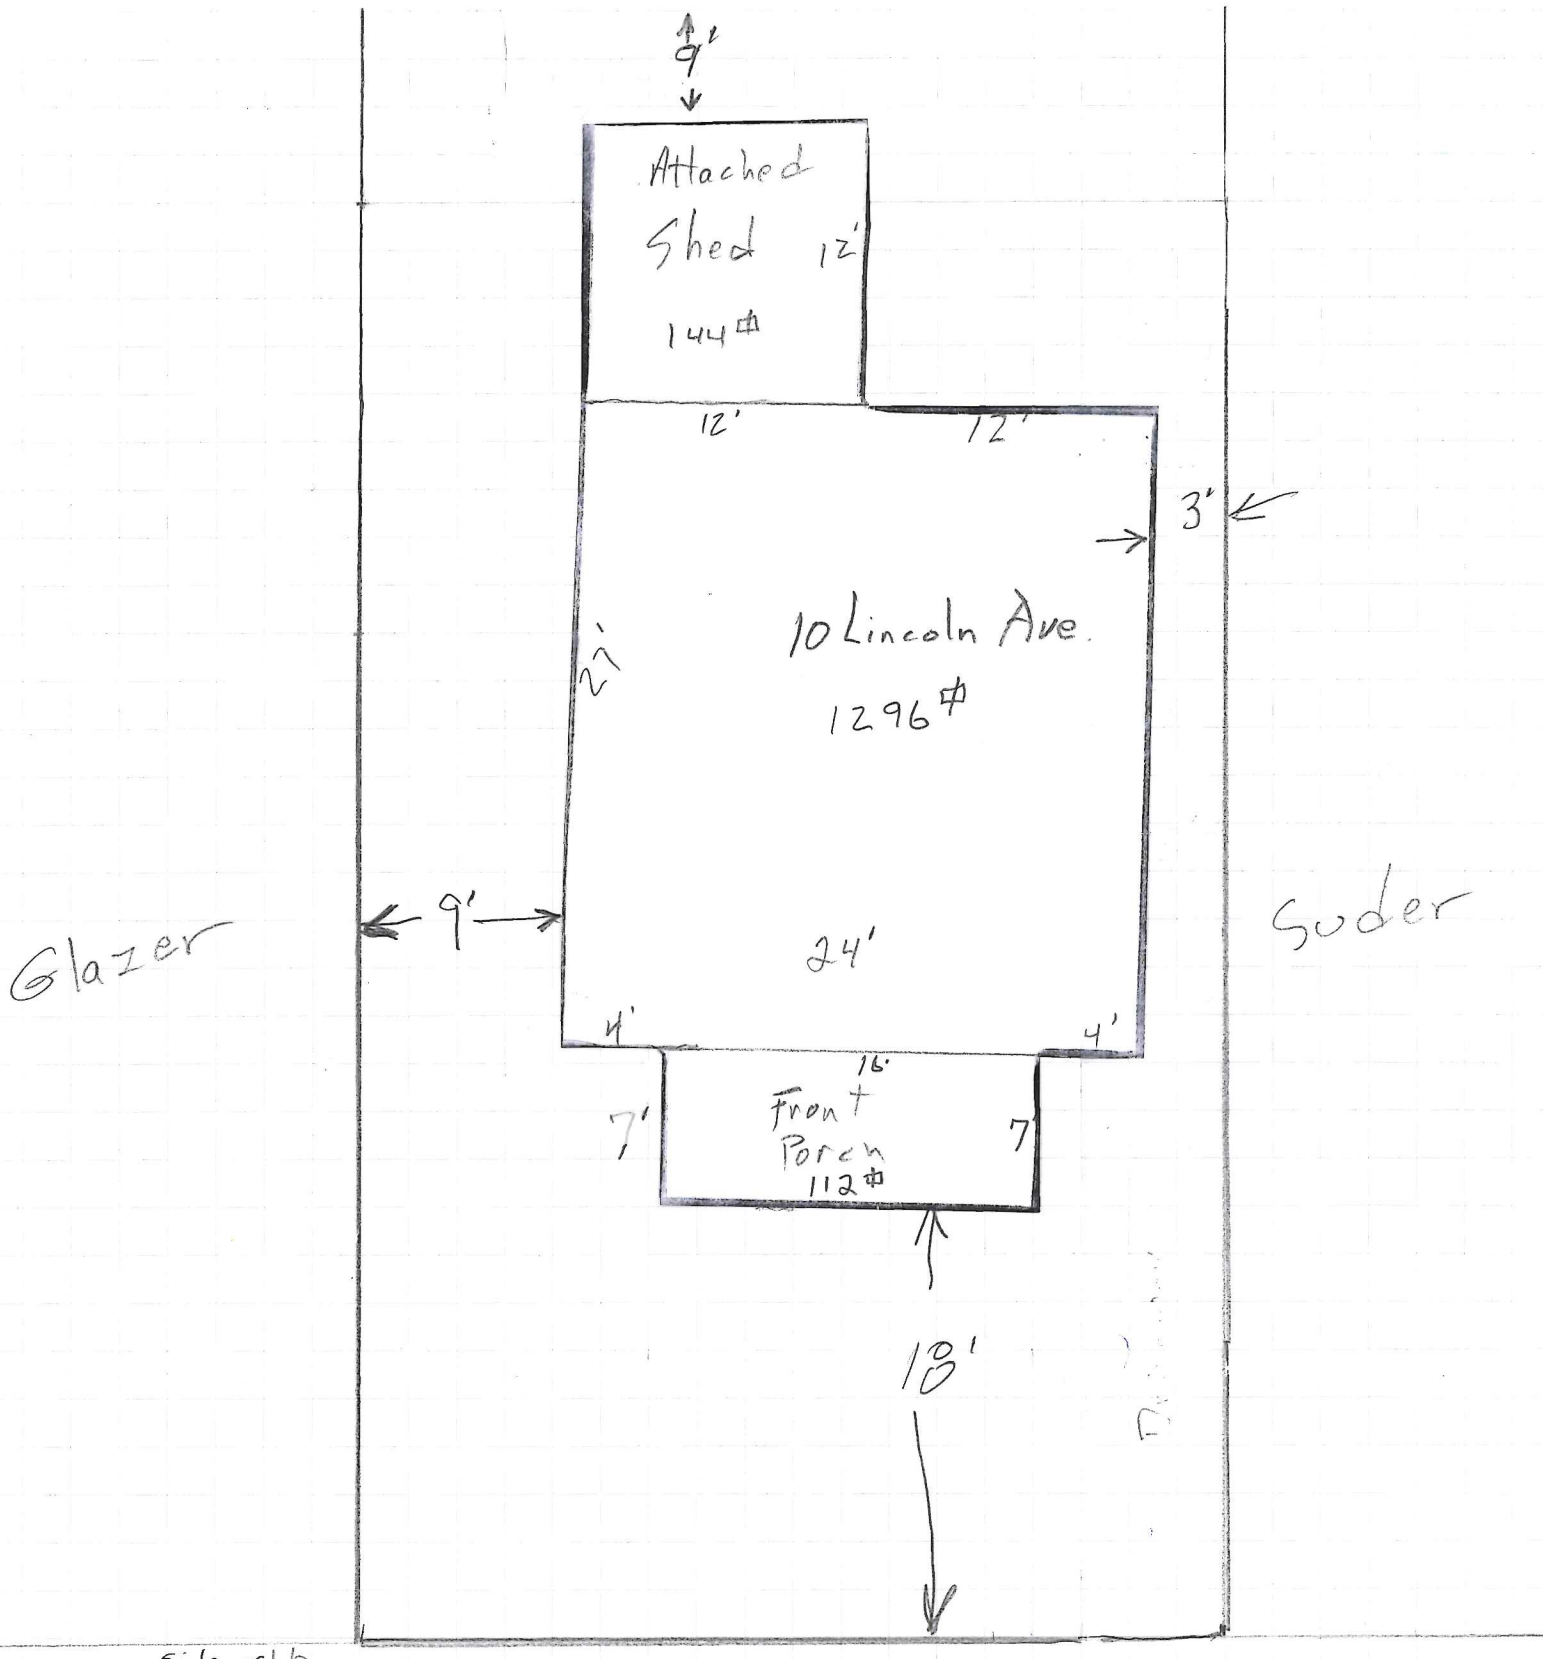 9'
Attached
Shed
12'
144⌗
12'
12'
3'
10 Lincoln Ave.
1296⌗
27'
Glazer
9'
24'
Suder
4'
4'
16'
7'
Front
Porch
112⌗
7'
18'